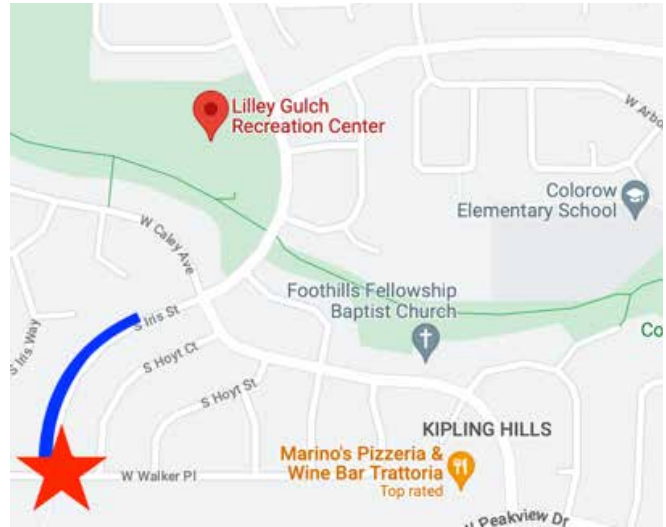 Lilley Gulch
Recreation Center
W Arbo
Colorow
Elementary School
W Caley Ave
Foothills Fellowship
Baptist Church
S Iris St
S Iris Way
Co
S Hoyt Ct
S Hoyt St
KIPLING HILLS
Marino's Pizzeria &
Wine Bar Trattoria
Top rated
W Walker Pl
W Peakview Dr